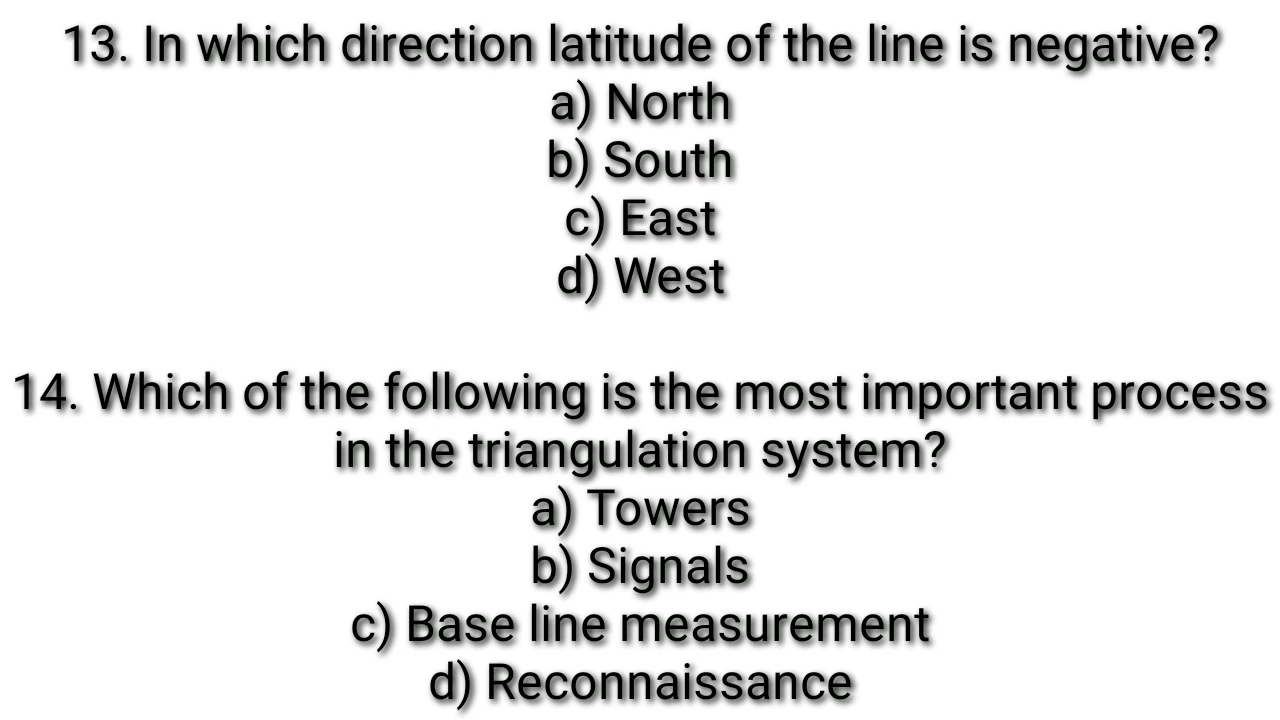 13. In which direction latitude of the line is negative?
a) North
b) South
c) East
d) West
14. Which of the following is the most important process
in the triangulation system?
a) Towers
b) Signals
c) Base line measurement
d) Reconnaissance